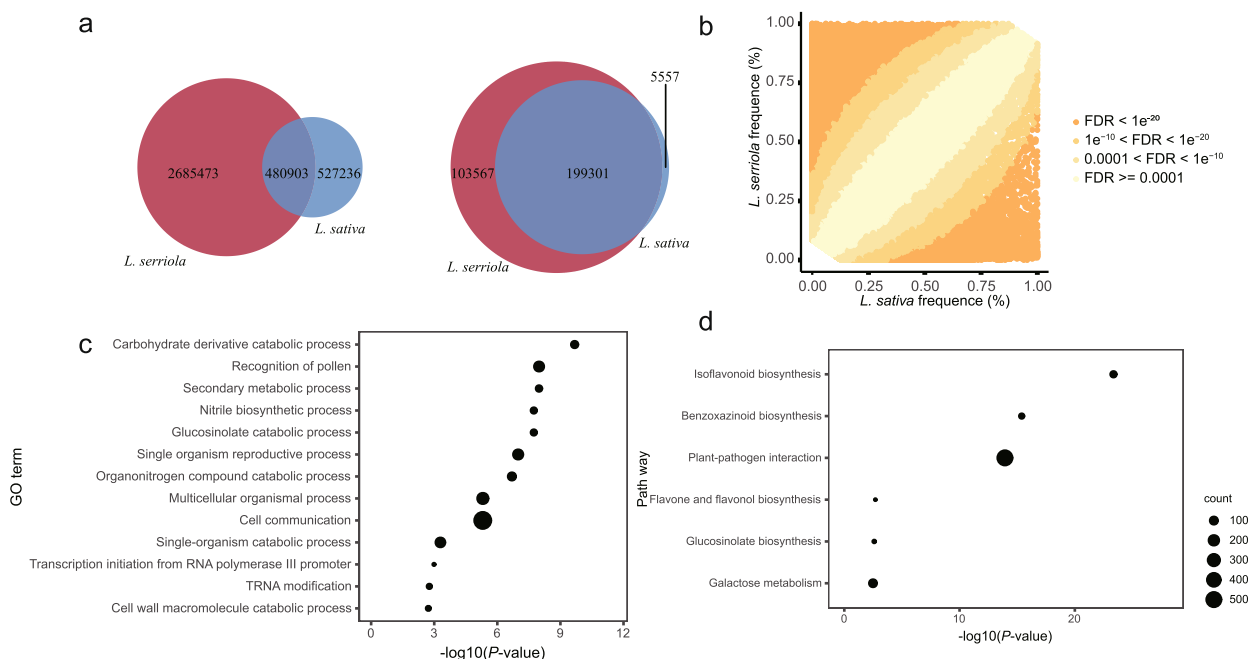 a
2685473
480903
527236
L. serriola
L. sativa
5557
103567
199301
L. serriola
L. sativa
b
L. serriola frequence (%)
1.00
0.75
0.50
0.25
0.00
0.00 0.25 0.50 0.75 1.00
L. sativa frequence (%)
FDR < 1e⁻²⁰
1e⁻¹⁰ < FDR < 1e⁻²⁰
0.0001 < FDR < 1e⁻¹⁰
FDR >= 0.0001
c
GO term
Carbohydrate derivative catabolic process
Recognition of pollen
Secondary metabolic process
Nitrile biosynthetic process
Glucosinolate catabolic process
Single organism reproductive process
Organonitrogen compound catabolic process
Multicellular organismal process
Cell communication
Single-organism catabolic process
Transcription initiation from RNA polymerase III promoter
TRNA modification
Cell wall macromolecule catabolic process
0 3 6 9 12
-log10(P-value)
d
Path way
Isoflavonoid biosynthesis
Benzoxazinoid biosynthesis
Plant-pathogen interaction
Flavone and flavonol biosynthesis
Glucosinolate biosynthesis
Galactose metabolism
0 10 20
-log10(P-value)
count
100
200
300
400
500